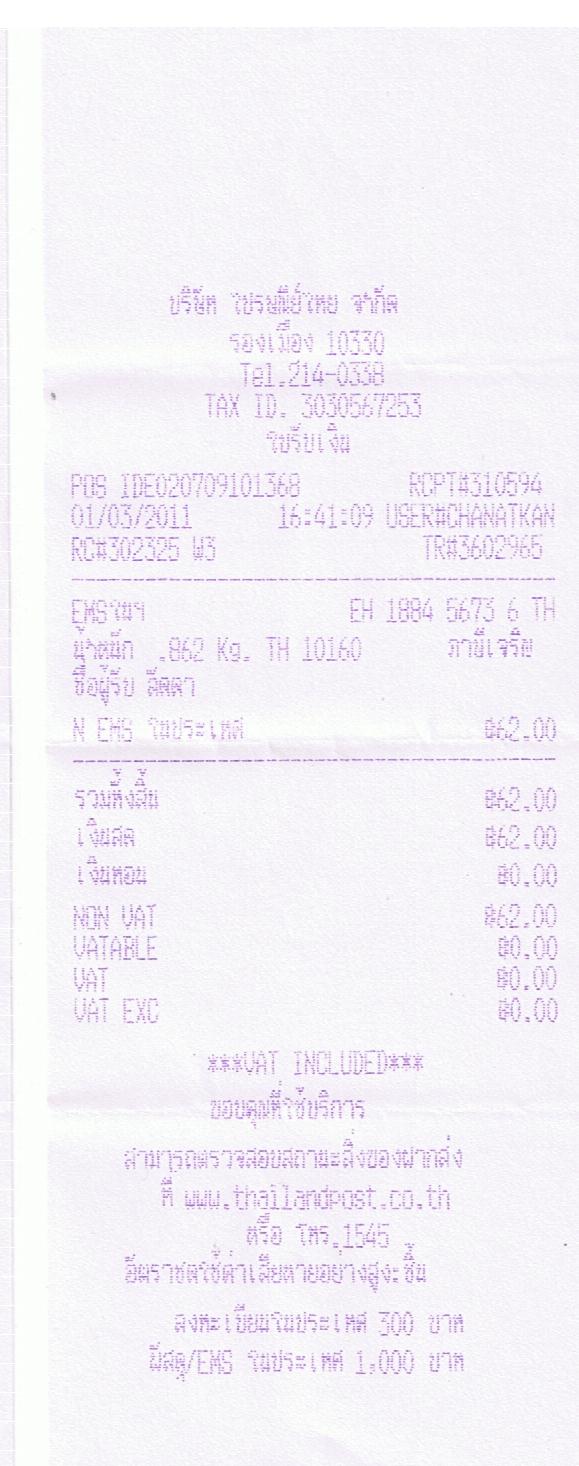 บริษัท ไปรษณีย์ไทย จำกัด
รองเมือง 10330
Tel.214-0338
TAX ID. 3030567253
ใบรับเงิน
POS IDE020709101368 RCPT#310594
01/03/2011 16:41:09 USER#CHANATKAN
RC#302325 W3 TR#3602965
EMSในฯ EH 1884 5673 6 TH
น้ำหนัก .862 Kg. TH 10160 ภาษีเจริญ
ชื่อผู้รับ ลัดดา
N EMS ในประเทศ ฿62.00
รวมทั้งสิ้น ฿62.00
เงินสด ฿62.00
เงินทอน ฿0.00
NON VAT ฿62.00
VATABLE ฿0.00
VAT ฿0.00
VAT EXC ฿0.00
***VAT INCLUDED***
ขอบคุณที่ใช้บริการ
สามารถตรวจสอบสถานะสิ่งของฝากส่ง
ที่ www.thailandpost.co.th
หรือ โทร.1545
อัตราชดใช้ค่าเสียหายอย่างสูง:ชิ้น
ลงทะเบียนในประเทศ 300 บาท
พัสดุ/EMS ในประเทศ 1,000 บาท